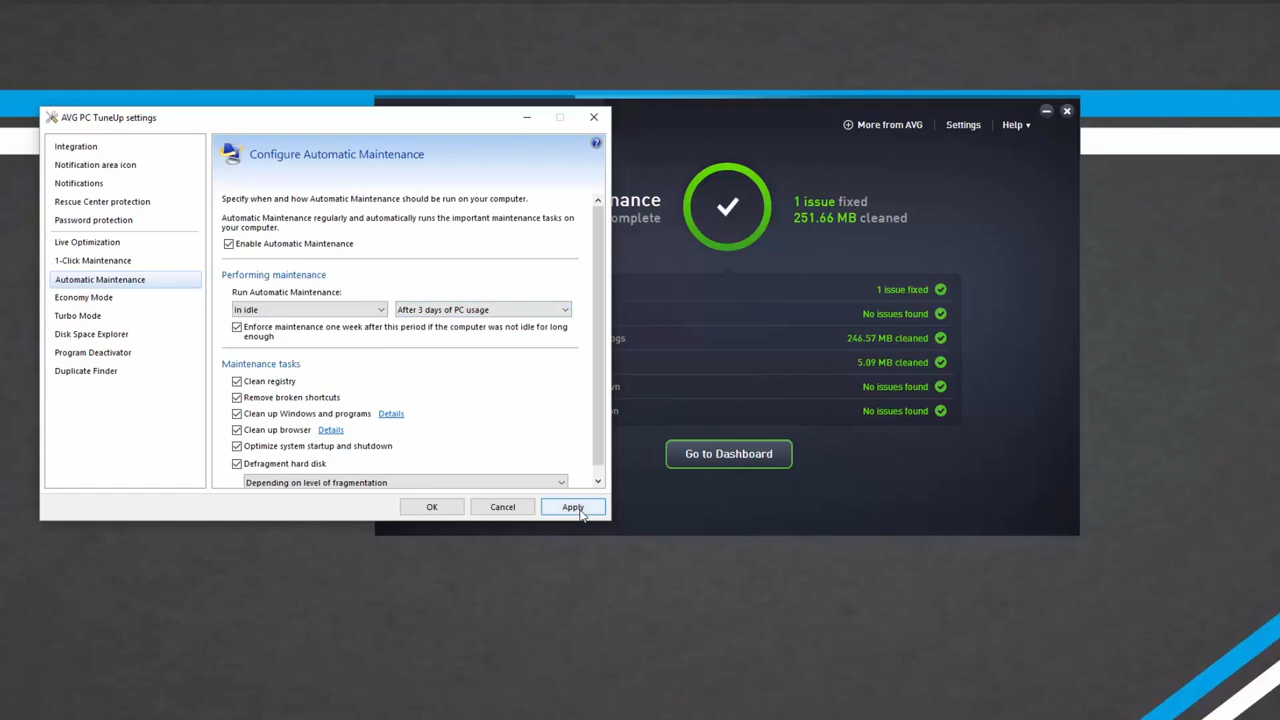 AVG PC TuneUp settings
Integration
Notification area icon
Notifications
Rescue Center protection
Password protection
Live Optimization
1-Click Maintenance
Automatic Maintenance
Economy Mode
Turbo Mode
Disk Space Explorer
Program Deactivator
Duplicate Finder
Configure Automatic Maintenance
Specify when and how Automatic Maintenance should be run on your computer.
Automatic Maintenance regularly and automatically runs the important maintenance tasks on
your computer.
Enable Automatic Maintenance
Performing maintenance
Run Automatic Maintenance:
In idle
After 3 days of PC usage
Enforce maintenance one week after this period if the computer was not idle for long
enough
Maintenance tasks
Clean registry
Remove broken shortcuts
Clean up Windows and programs Details
Clean up browser Details
Optimize system startup and shutdown
Defragment hard disk
Depending on level of fragmentation
OK
Cancel
Apply
More from AVG
Settings
Help
nance
omplete
1 issue fixed
251.66 MB cleaned
1 issue fixed
No issues found
ogs 246.57 MB cleaned
5.09 MB cleaned
wn No issues found
on No issues found
Go to Dashboard